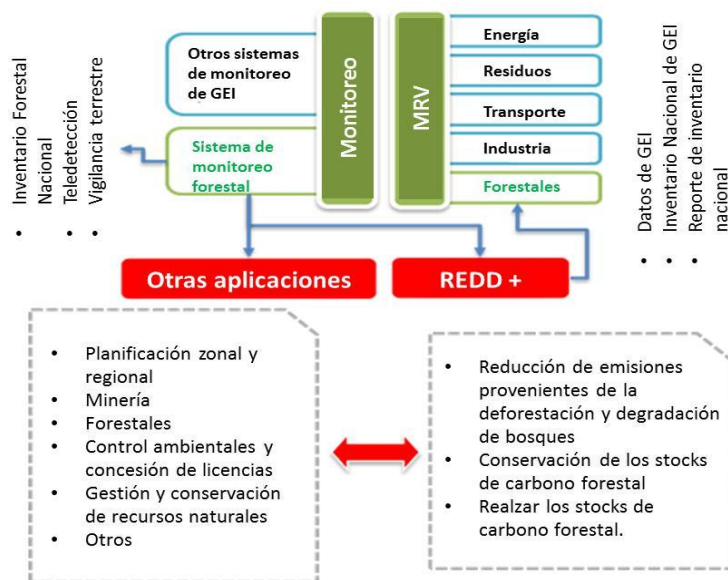 • Inventario Forestal
Nacional
• Teledetección
• Vigilancia terrestre
Otros sistemas
de monitoreo
de GEI
Sistema de
monitoreo
forestal
Monitoreo
MRV
Energía
Residuos
Transporte
Industria
Forestales
• Datos de GEI
• Inventario Nacional de GEI
• Reporte de inventario
nacional
Otras aplicaciones
REDD +
• Planificación zonal y
regional
• Minería
• Forestales
• Control ambientales y
concesión de licencias
• Gestión y conservación
de recursos naturales
• Otros
• Reducción de emisiones
provenientes de la
deforestación y degradación
de bosques
• Conservación de los stocks
de carbono forestal
• Realzar los stocks de
carbono forestal.